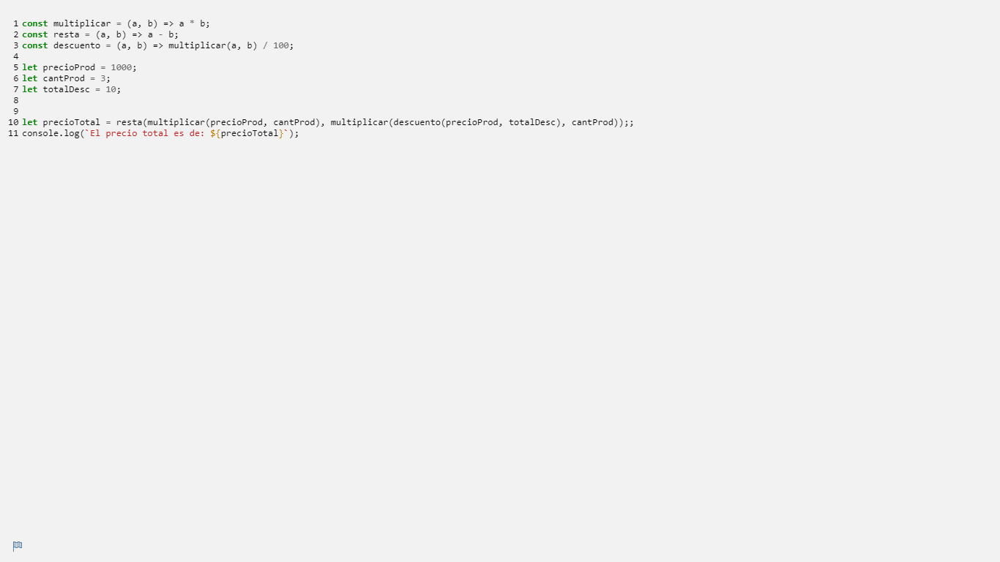 1 const multiplicar = (a, b) => a * b;
2 const resta = (a, b) => a - b;
3 const descuento = (a, b) => multiplicar(a, b) / 100;
4
5 let precioProd = 1000;
6 let cantProd = 3;
7 let totalDesc = 10;
8
9
10 let precioTotal = resta(multiplicar(precioProd, cantProd), multiplicar(descuento(precioProd, totalDesc), cantProd));;
11 console.log(`El precio total es de: ${precioTotal}`);